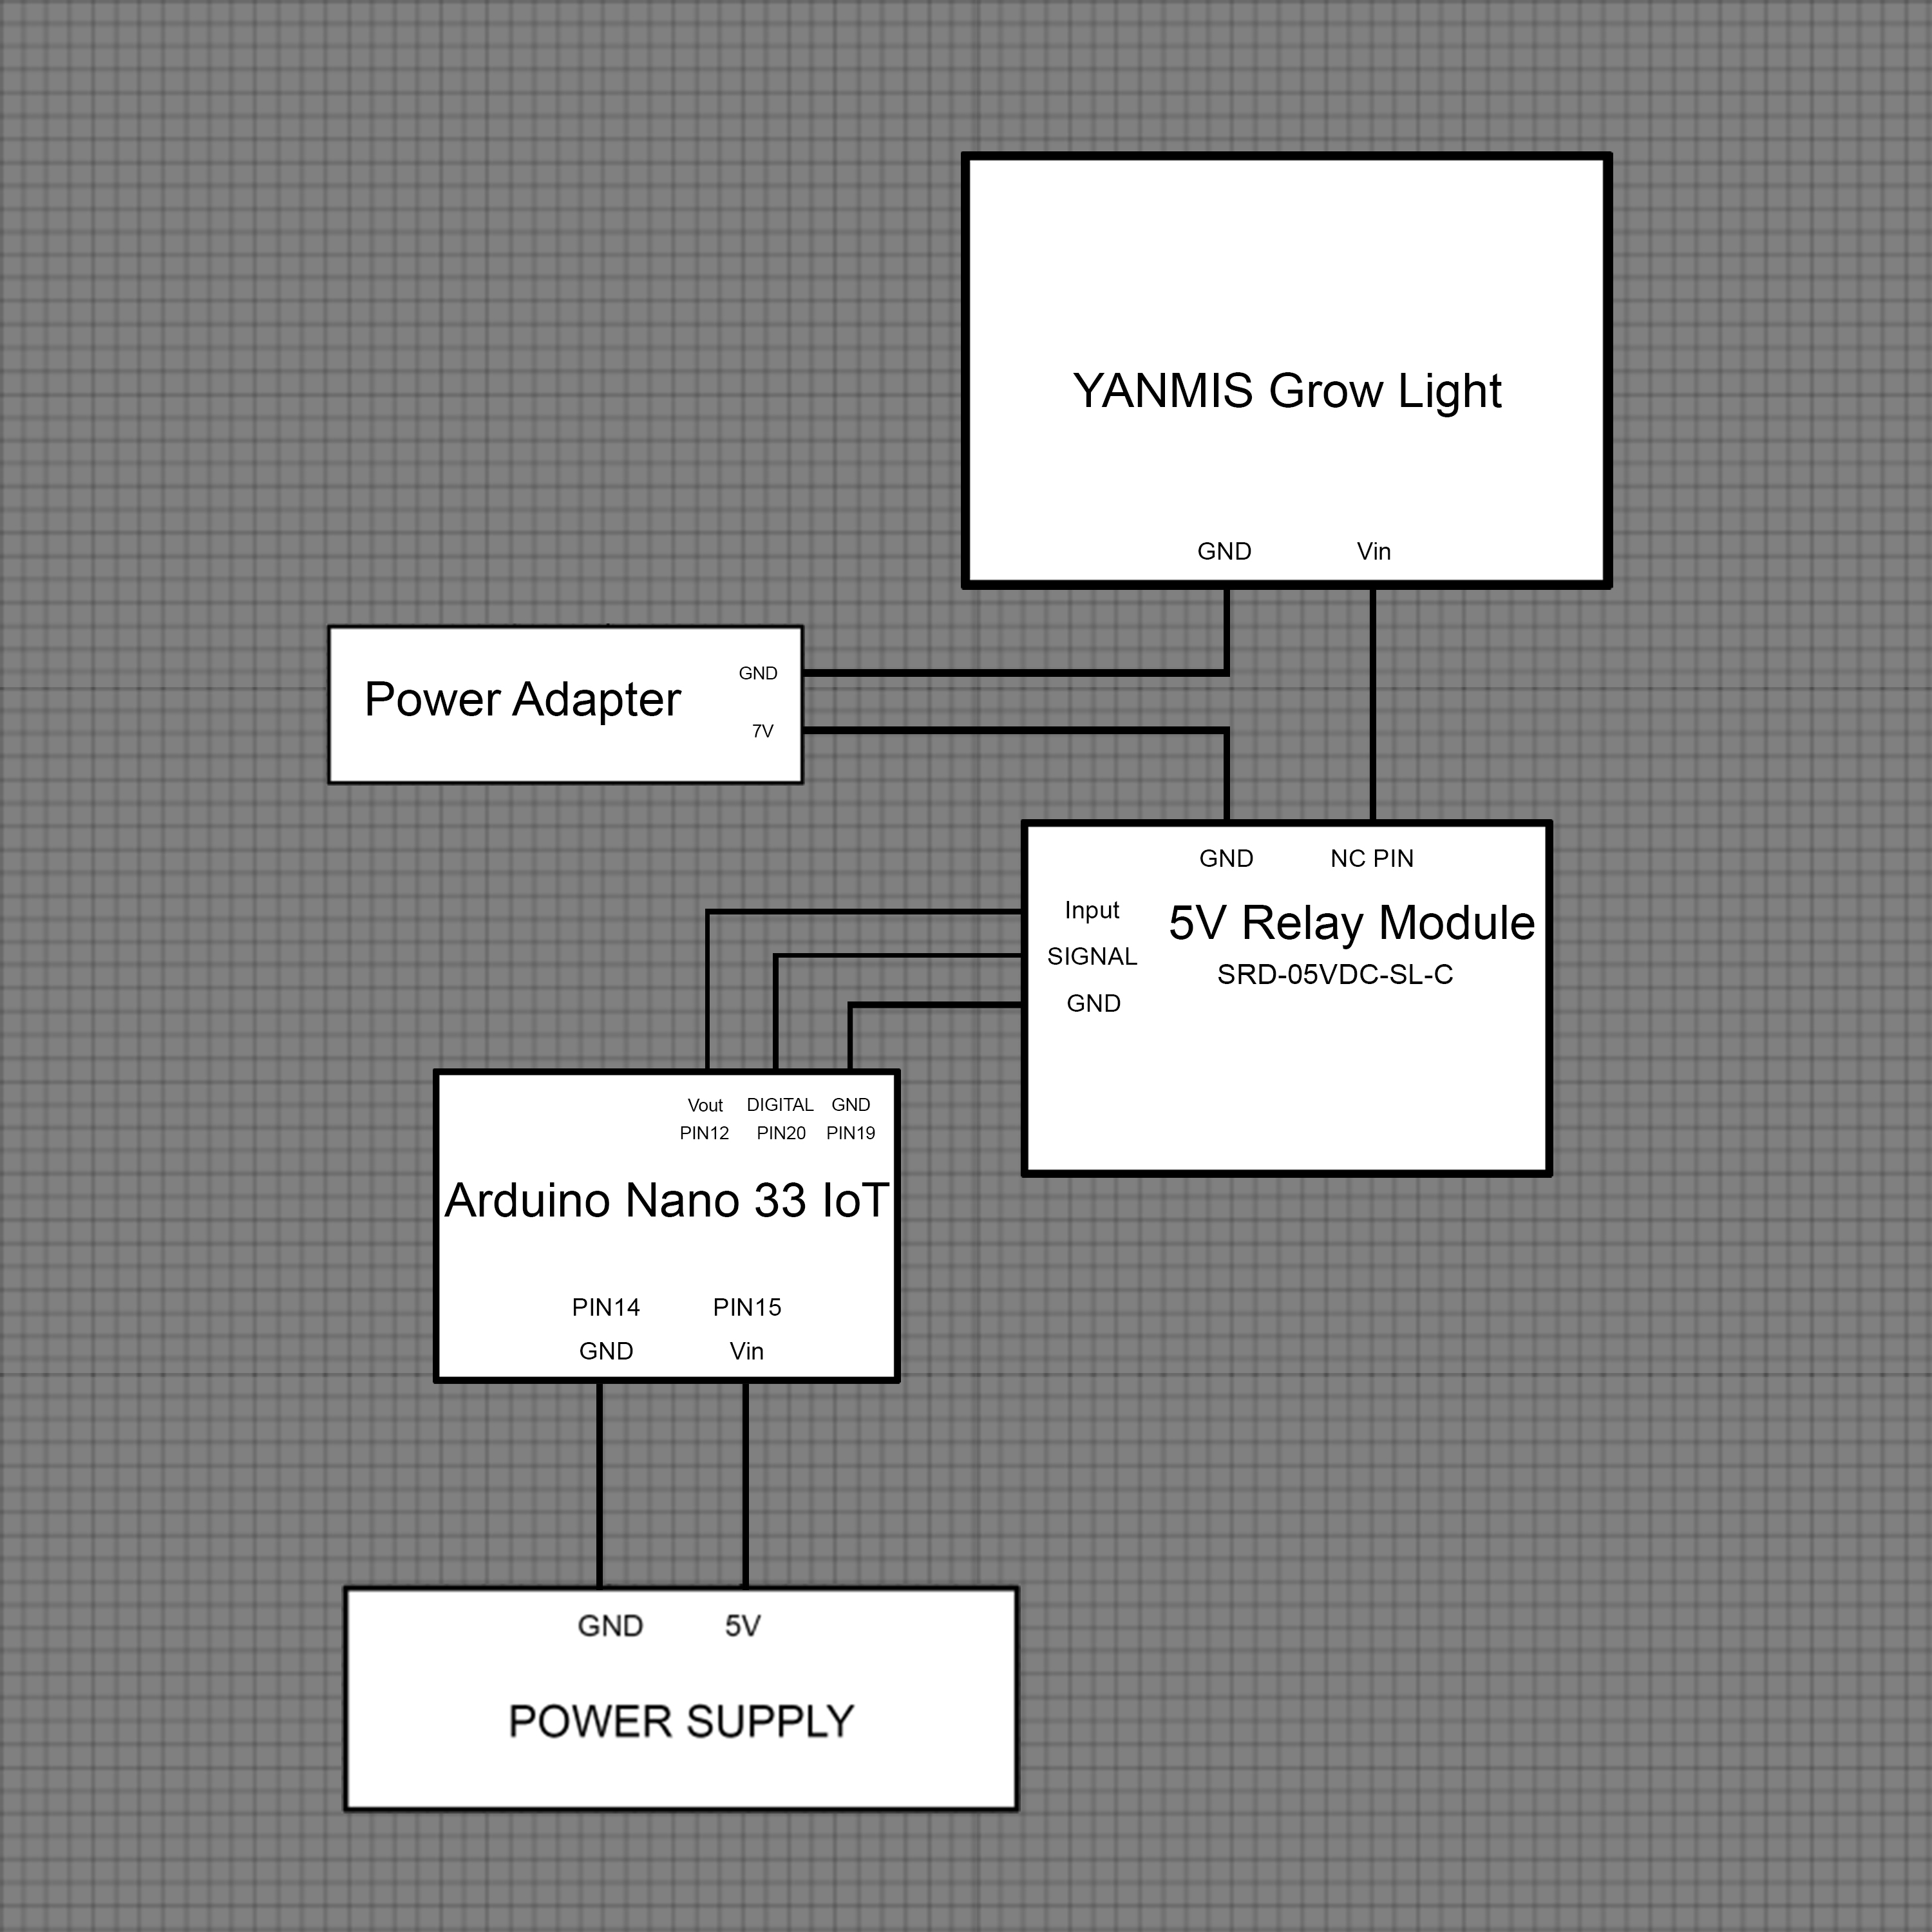 YANMIS Grow Light
GND Vin
Power Adapter
GND
7V
GND NC PIN
Input
SIGNAL
GND
5V Relay Module
SRD-05VDC-SL-C
Vout DIGITAL GND
PIN12 PIN20 PIN19
Arduino Nano 33 IoT
PIN14 PIN15
GND Vin
GND 5V
POWER SUPPLY